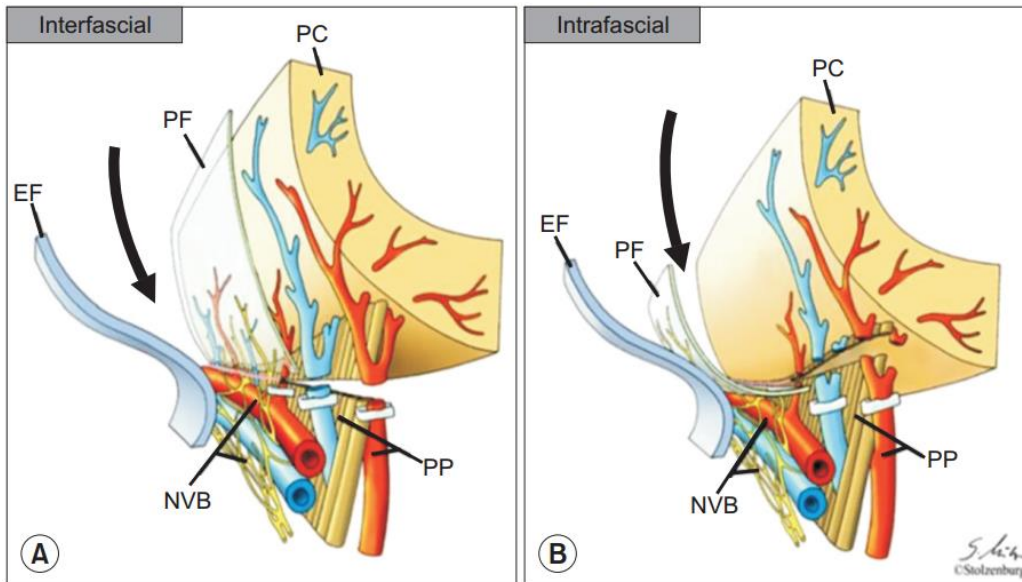 Interfascial
PC
PF
EF
NVB
PP
A
Intrafascial
PC
EF
PF
NVB
PP
B
©Stolzenburg